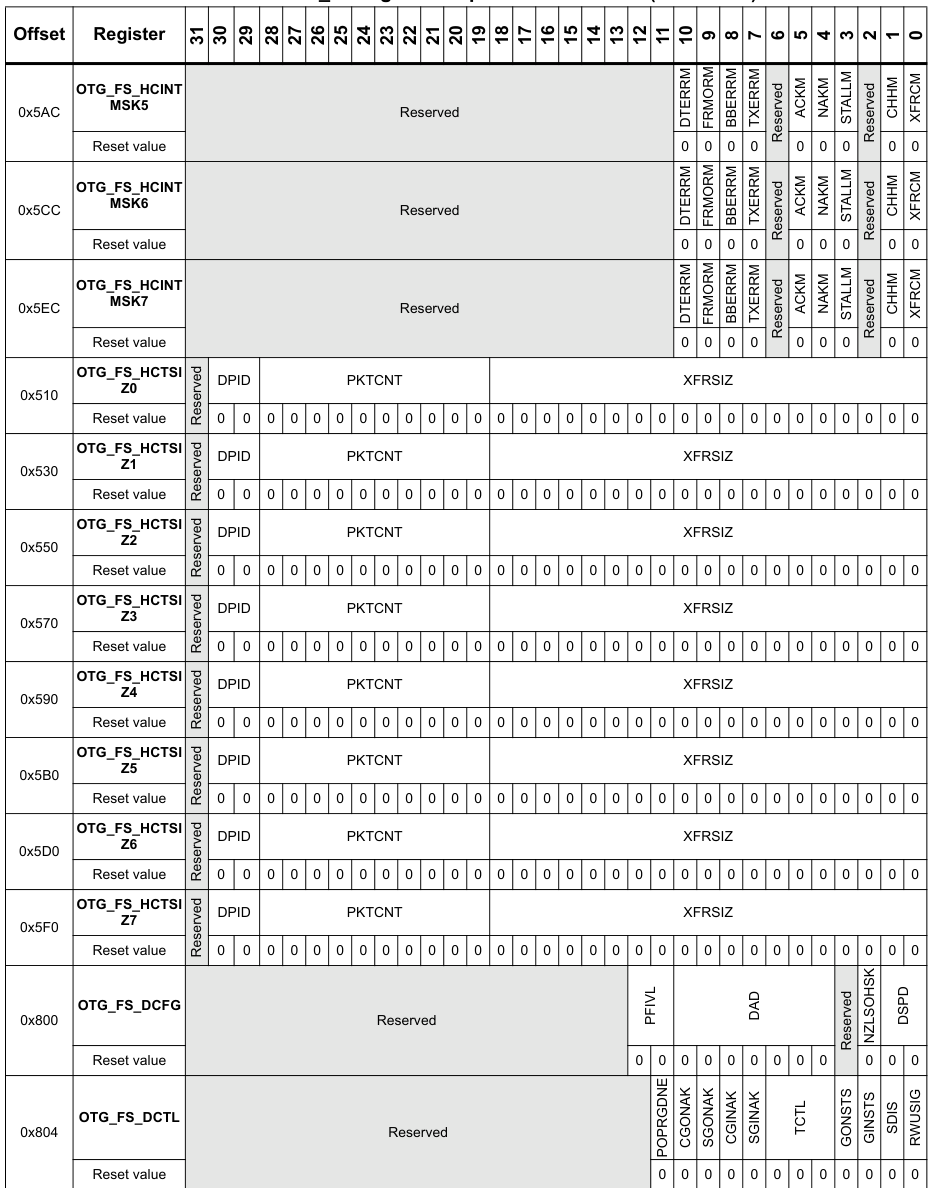 Offset Register 31 30 29 28 27 26 25 24 23 22 21 20 19 18 17 16 15 14 13 12 11 10 9 8 7 6 5 4 3 2 1 0
0x5AC OTG_FS_HCINT
MSK5 Reserved DTERRM FRMORM BBERRM TXERRM Reserved ACKM NAKM STALLM Reserved CHHM XFRCM
Reset value 0 0 0 0 0 0 0 0 0
0x5CC OTG_FS_HCINT
MSK6 Reserved DTERRM FRMORM BBERRM TXERRM Reserved ACKM NAKM STALLM Reserved CHHM XFRCM
Reset value 0 0 0 0 0 0 0 0 0
0x5EC OTG_FS_HCINT
MSK7 Reserved DTERRM FRMORM BBERRM TXERRM Reserved ACKM NAKM STALLM Reserved CHHM XFRCM
Reset value 0 0 0 0 0 0 0 0 0
0x510 OTG_FS_HCTSI
Z0 Reserved DPID PKTCNT XFRSIZ
Reset value 0 0 0 0 0 0 0 0 0 0 0 0 0 0 0 0 0 0 0 0 0 0 0 0 0 0 0 0 0 0 0
0x530 OTG_FS_HCTSI
Z1 Reserved DPID PKTCNT XFRSIZ
Reset value 0 0 0 0 0 0 0 0 0 0 0 0 0 0 0 0 0 0 0 0 0 0 0 0 0 0 0 0 0 0 0
0x550 OTG_FS_HCTSI
Z2 Reserved DPID PKTCNT XFRSIZ
Reset value 0 0 0 0 0 0 0 0 0 0 0 0 0 0 0 0 0 0 0 0 0 0 0 0 0 0 0 0 0 0 0
0x570 OTG_FS_HCTSI
Z3 Reserved DPID PKTCNT XFRSIZ
Reset value 0 0 0 0 0 0 0 0 0 0 0 0 0 0 0 0 0 0 0 0 0 0 0 0 0 0 0 0 0 0 0
0x590 OTG_FS_HCTSI
Z4 Reserved DPID PKTCNT XFRSIZ
Reset value 0 0 0 0 0 0 0 0 0 0 0 0 0 0 0 0 0 0 0 0 0 0 0 0 0 0 0 0 0 0 0
0x5B0 OTG_FS_HCTSI
Z5 Reserved DPID PKTCNT XFRSIZ
Reset value 0 0 0 0 0 0 0 0 0 0 0 0 0 0 0 0 0 0 0 0 0 0 0 0 0 0 0 0 0 0 0
0x5D0 OTG_FS_HCTSI
Z6 Reserved DPID PKTCNT XFRSIZ
Reset value 0 0 0 0 0 0 0 0 0 0 0 0 0 0 0 0 0 0 0 0 0 0 0 0 0 0 0 0 0 0 0
0x5F0 OTG_FS_HCTSI
Z7 Reserved DPID PKTCNT XFRSIZ
Reset value 0 0 0 0 0 0 0 0 0 0 0 0 0 0 0 0 0 0 0 0 0 0 0 0 0 0 0 0 0 0 0
0x800 OTG_FS_DCFG Reserved PFIVL DAD Reserved NZLSOHSK DSPD
Reset value 0 0 0 0 0 0 0 0 0 0 0 0
0x804 OTG_FS_DCTL Reserved POPRGDNE CGONAK SGONAK CGINAK SGINAK TCTL GONSTS GINSTS SDIS RWUSIG
Reset value 0 0 0 0 0 0 0 0 0 0 0 0